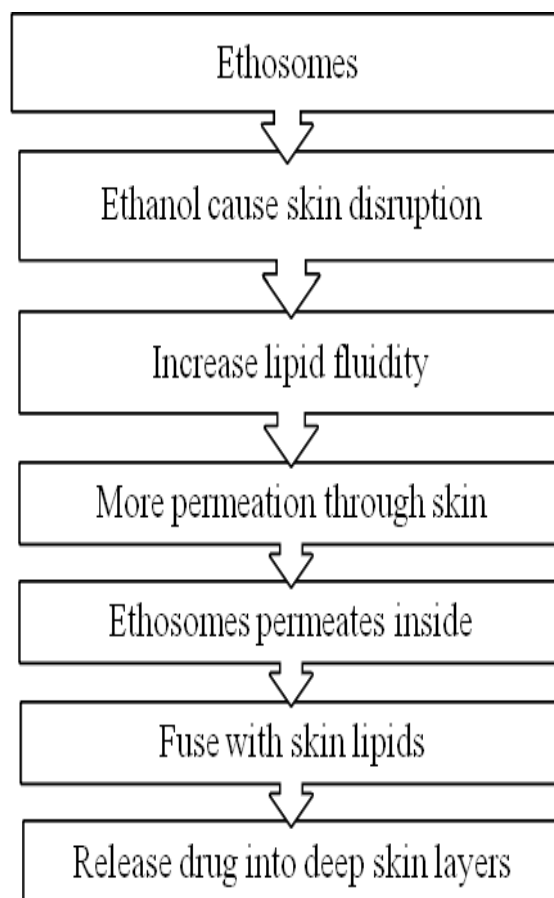 Ethosomes
Ethanol cause skin disruption
Increase lipid fluidity
More permeation through skin
Ethosomes permeates inside
Fuse with skin lipids
Release drug into deep skin layers